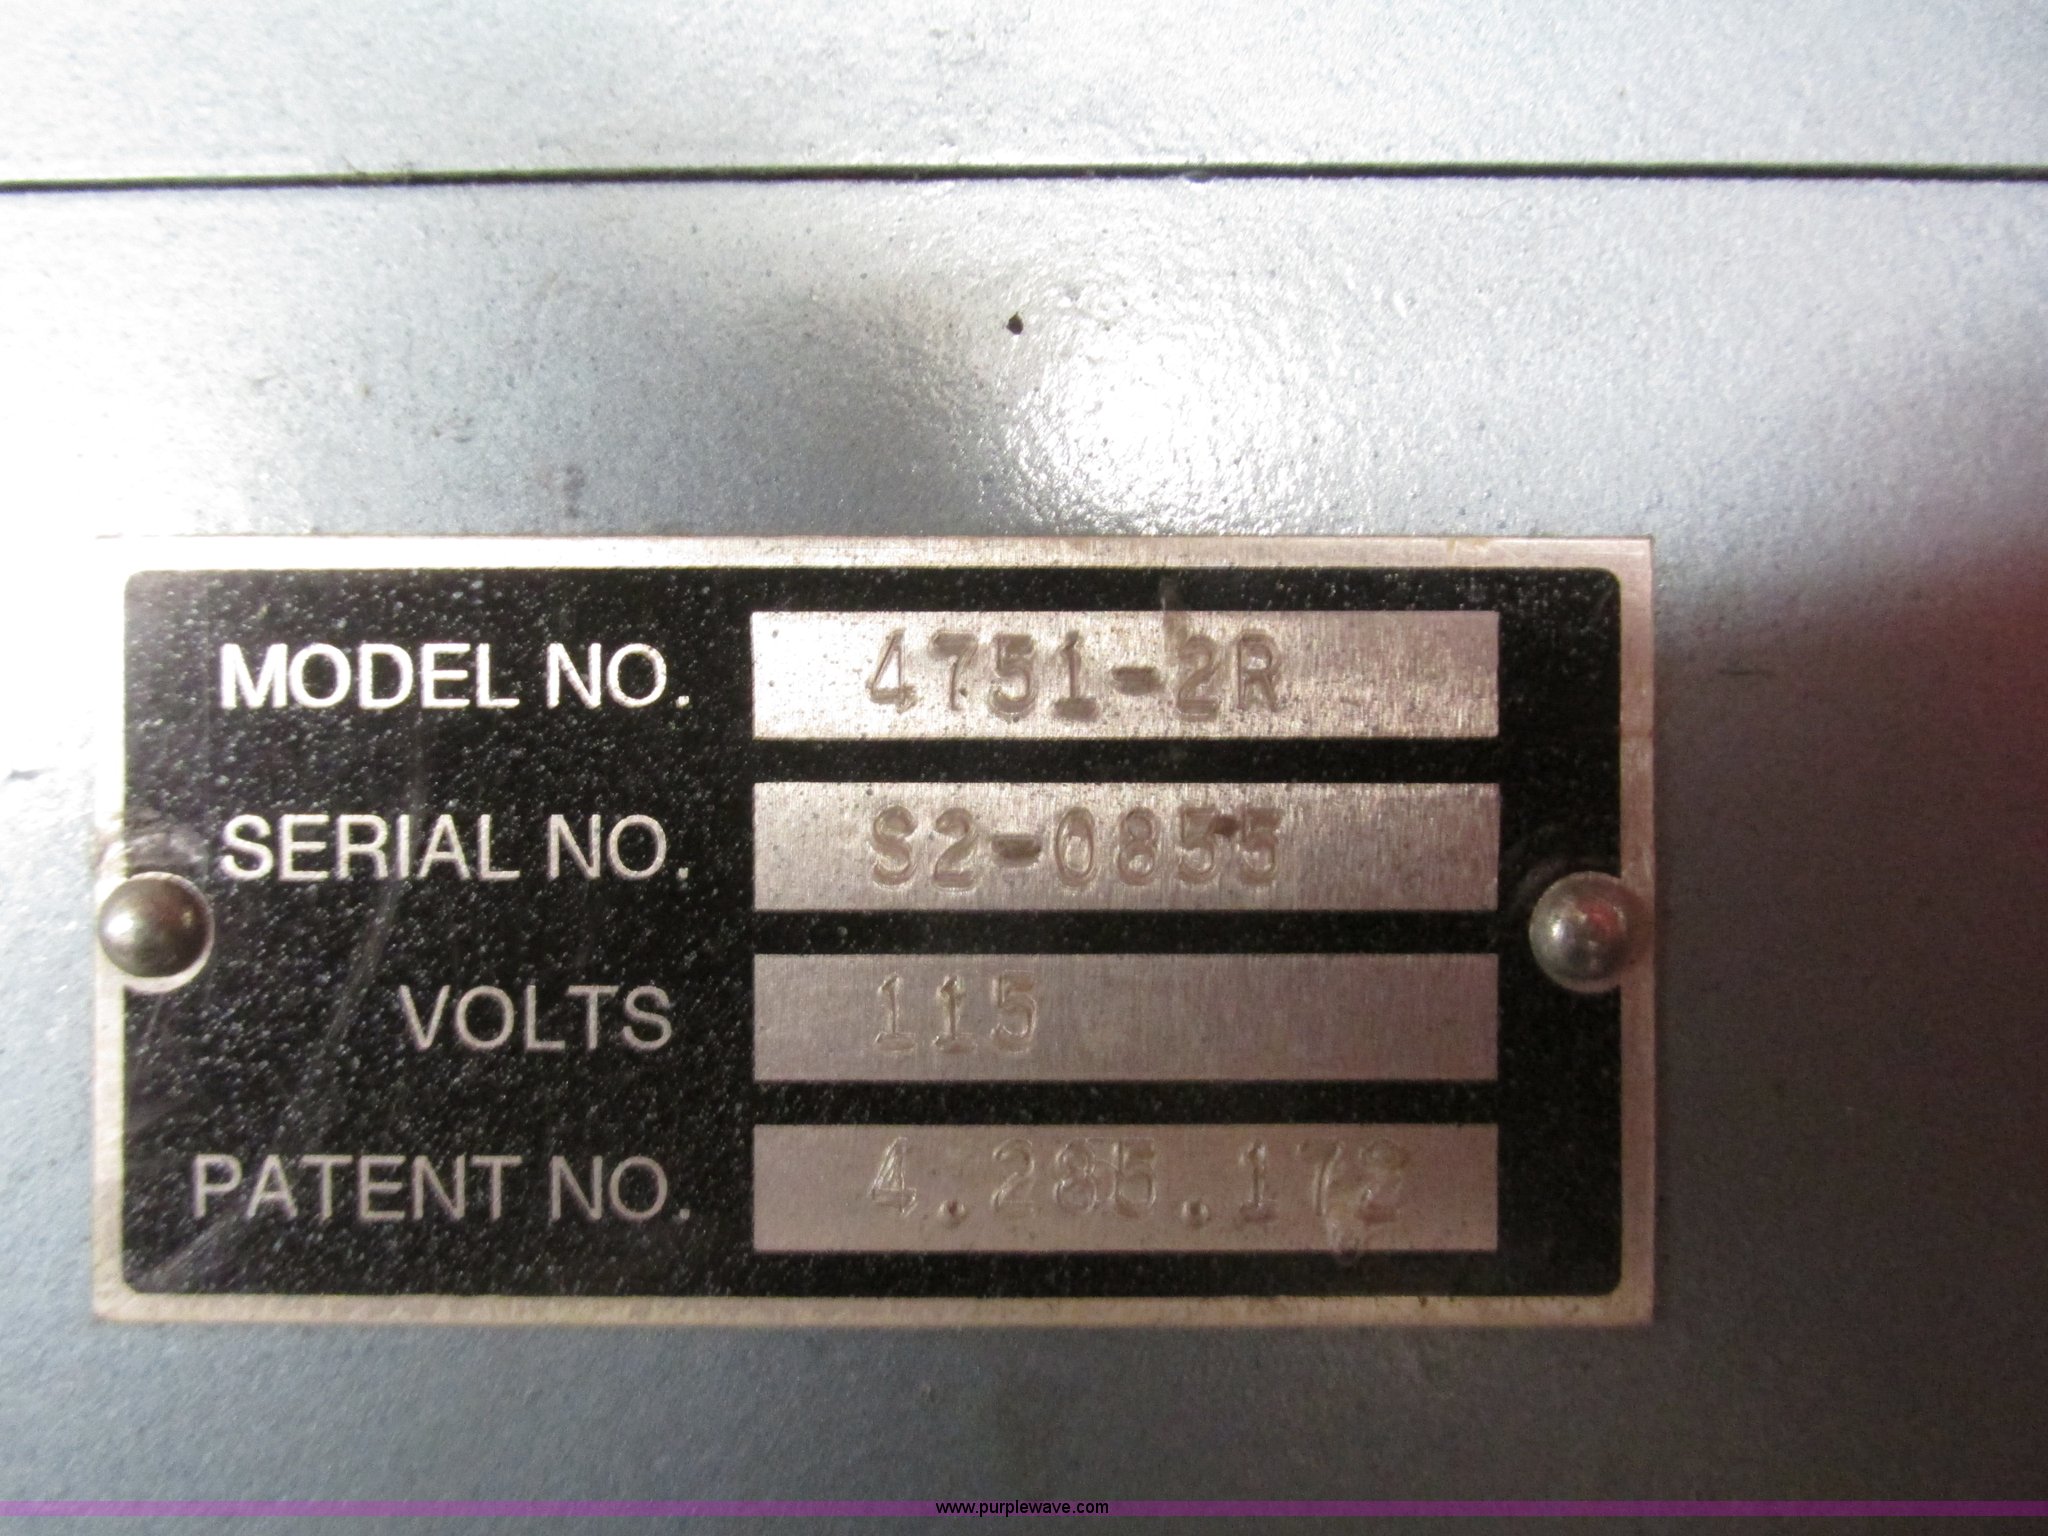 MODEL NO. 4751-2R
SERIAL NO. S2-0855
VOLTS 115
PATENT NO. 4.285.172
www.purplewave.com